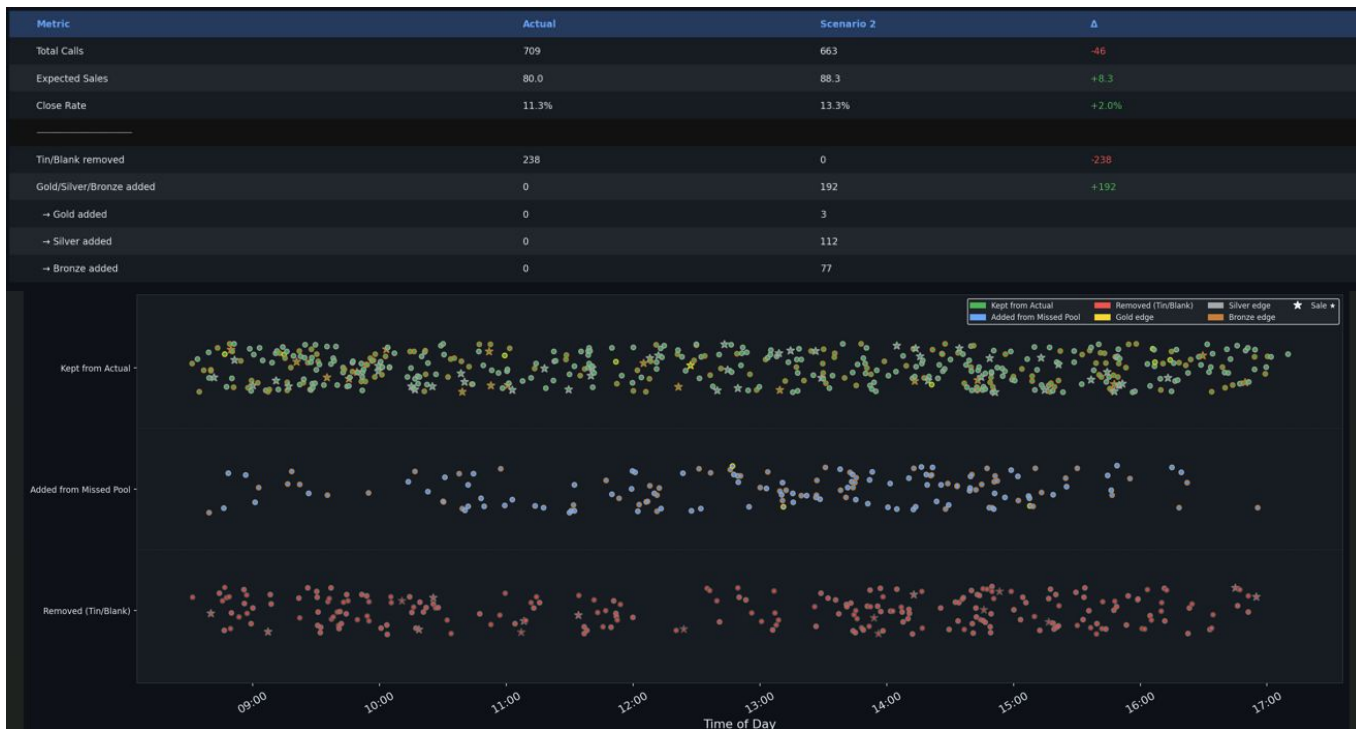 Metric Actual Scenario 2 Δ
Total Calls 709 663 -46
Expected Sales 80.0 88.3 +8.3
Close Rate 11.3% 13.3% +2.0%
Tin/Blank removed 238 0 -238
Gold/Silver/Bronze added 0 192 +192
→ Gold added 0 3
→ Silver added 0 112
→ Bronze added 0 77
Kept from Actual Removed (Tin/Blank) Silver edge ★ Sale ★
Added from Missed Pool Gold edge Bronze edge
Kept from Actual
Added from Missed Pool
Removed (Tin/Blank)
09:00 10:00 11:00 12:00 13:00 14:00 15:00 16:00 17:00
Time of Day